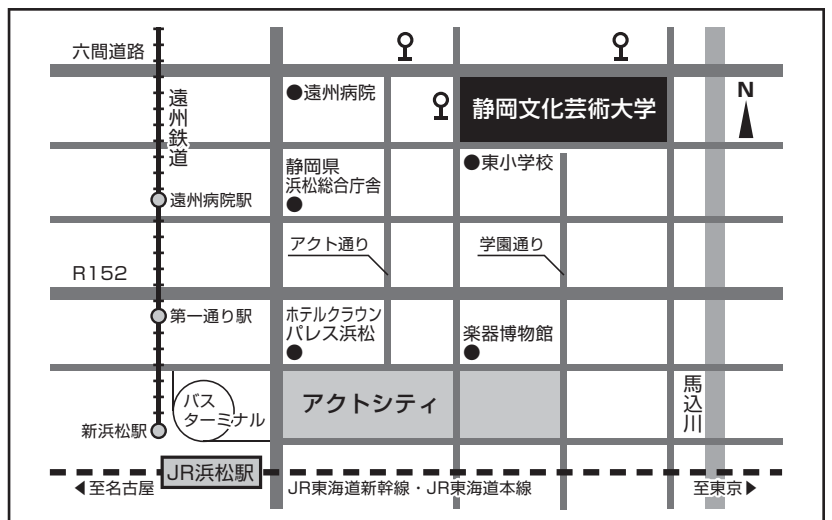 六間道路
遠州鉄道
●遠州病院
静岡文化芸術大学
N
静岡県
浜松総合庁舎
●東小学校
遠州病院駅
アクト通り
学園通り
R152
第一通り駅
ホテルクラウン
パレス浜松
楽器博物館
バス
ターミナル
アクトシティ
馬込川
新浜松駅
JR浜松駅
◀至名古屋
JR東海道新幹線・JR東海道本線
至東京▶